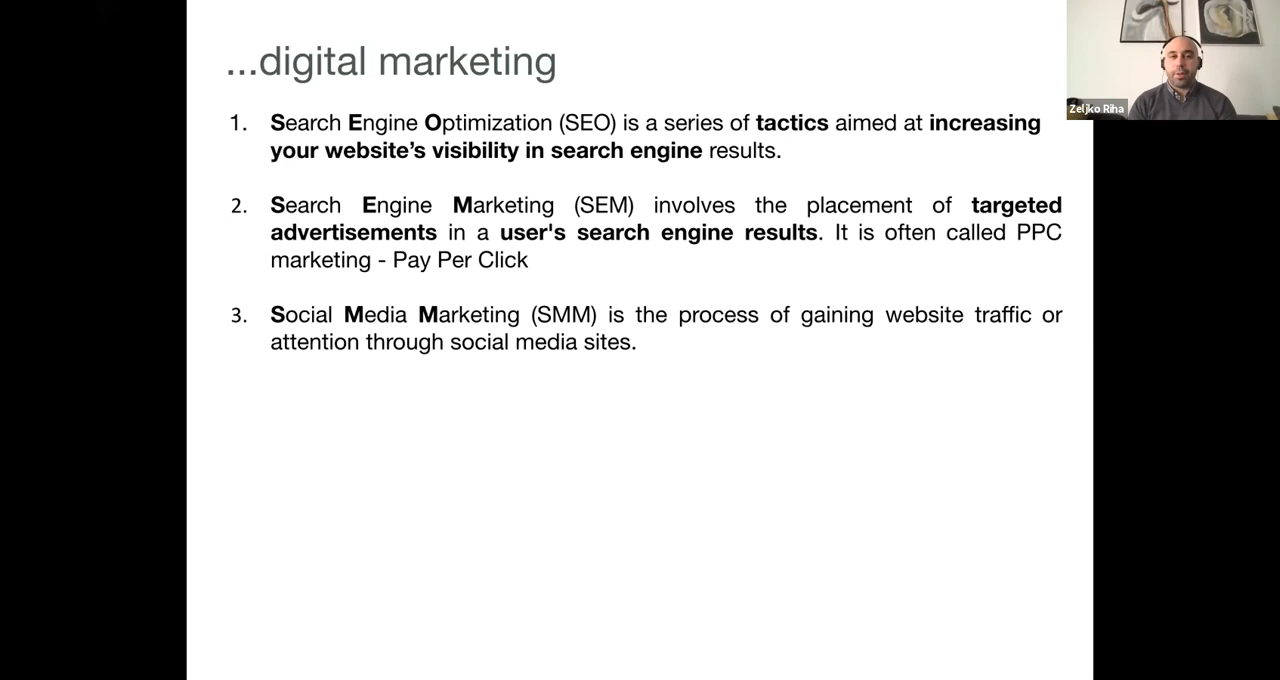 ...digital marketing
Zeljko Riha
1. Search Engine Optimization (SEO) is a series of tactics aimed at increasing
your website’s visibility in search engine results.
2. Search Engine Marketing (SEM) involves the placement of targeted
advertisements in a user's search engine results. It is often called PPC
marketing - Pay Per Click
3. Social Media Marketing (SMM) is the process of gaining website traffic or
attention through social media sites.